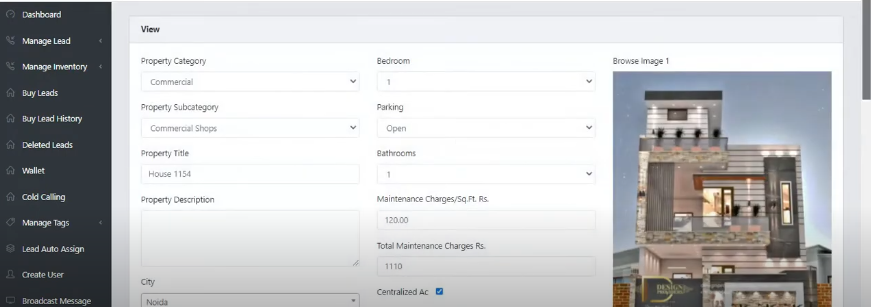 Dashboard
Manage Lead
Manage Inventory
Buy Leads
Buy Lead History
Deleted Leads
Wallet
Cold Calling
Manage Tags
Lead Auto Assign
Create User
Broadcast Message
View
Property Category
Commercial
Property Subcategory
Commercial Shops
Property Title
House 1154
Property Description
City
Noida
Bedroom
1
Parking
Open
Bathrooms
1
Maintenance Charges/Sq.Ft. Rs.
120.00
Total Maintenance Charges Rs.
1110
Centralized Ac
Browse Image 1
DESIGN